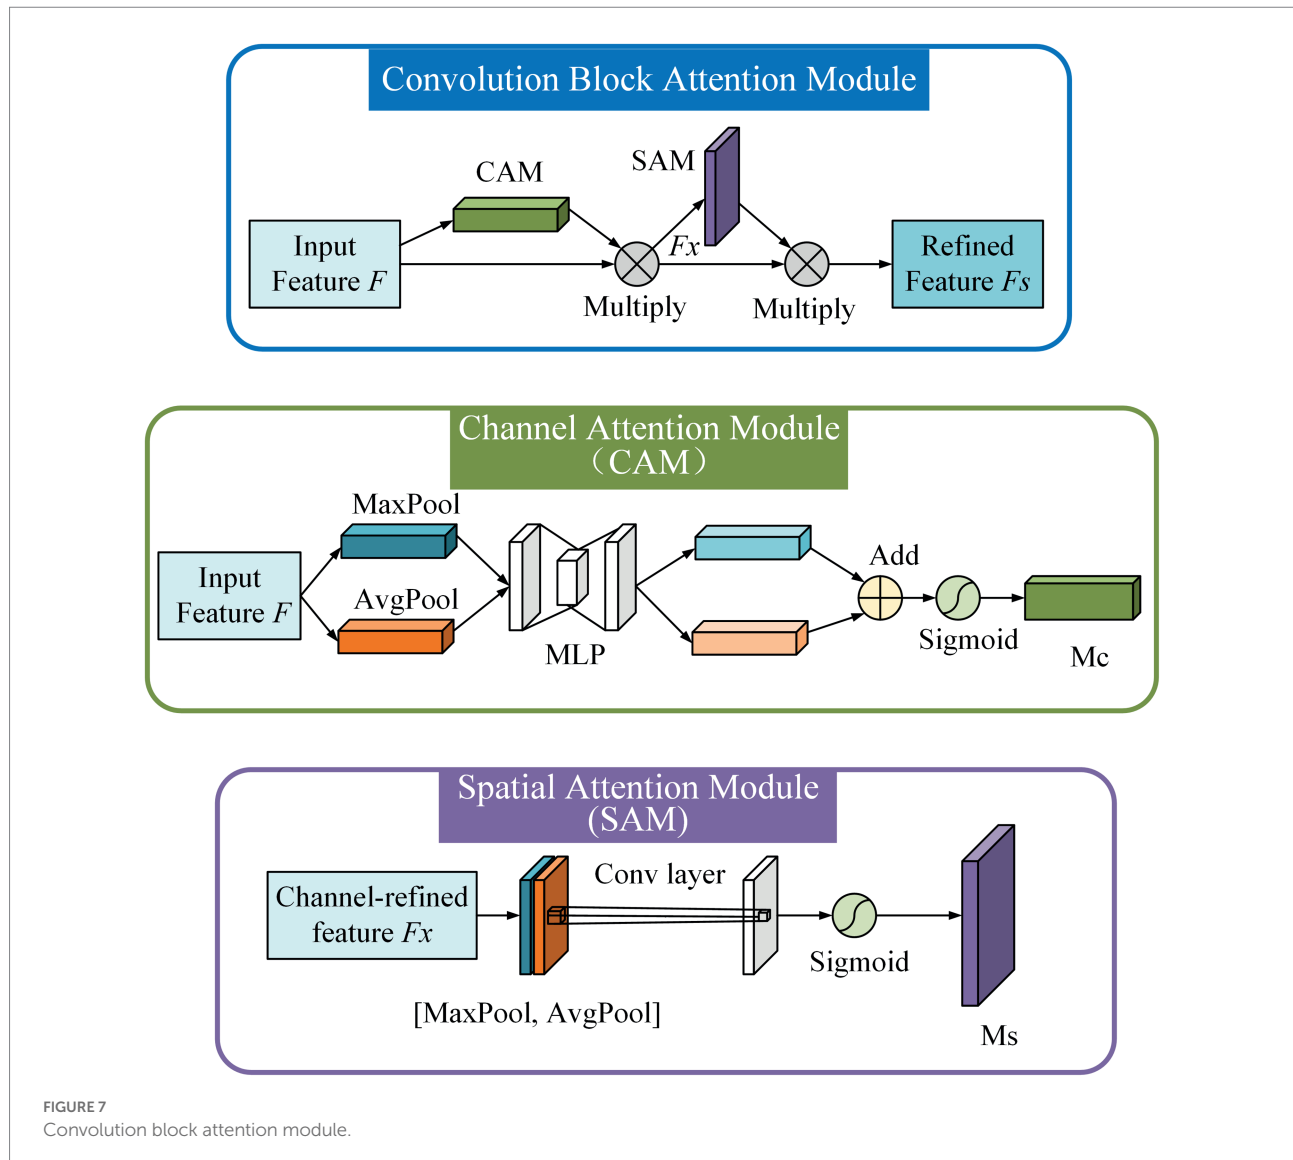 Convolution Block Attention Module
CAM
SAM
Input
Feature F
Fx
Multiply
Multiply
Refined
Feature Fs
Channel Attention Module
（CAM）
MaxPool
Input
Feature F
AvgPool
MLP
Add
Sigmoid
Mc
Spatial Attention Module
(SAM)
Channel-refined
feature Fx
Conv layer
[MaxPool, AvgPool]
Sigmoid
Ms
FIGURE 7
Convolution block attention module.